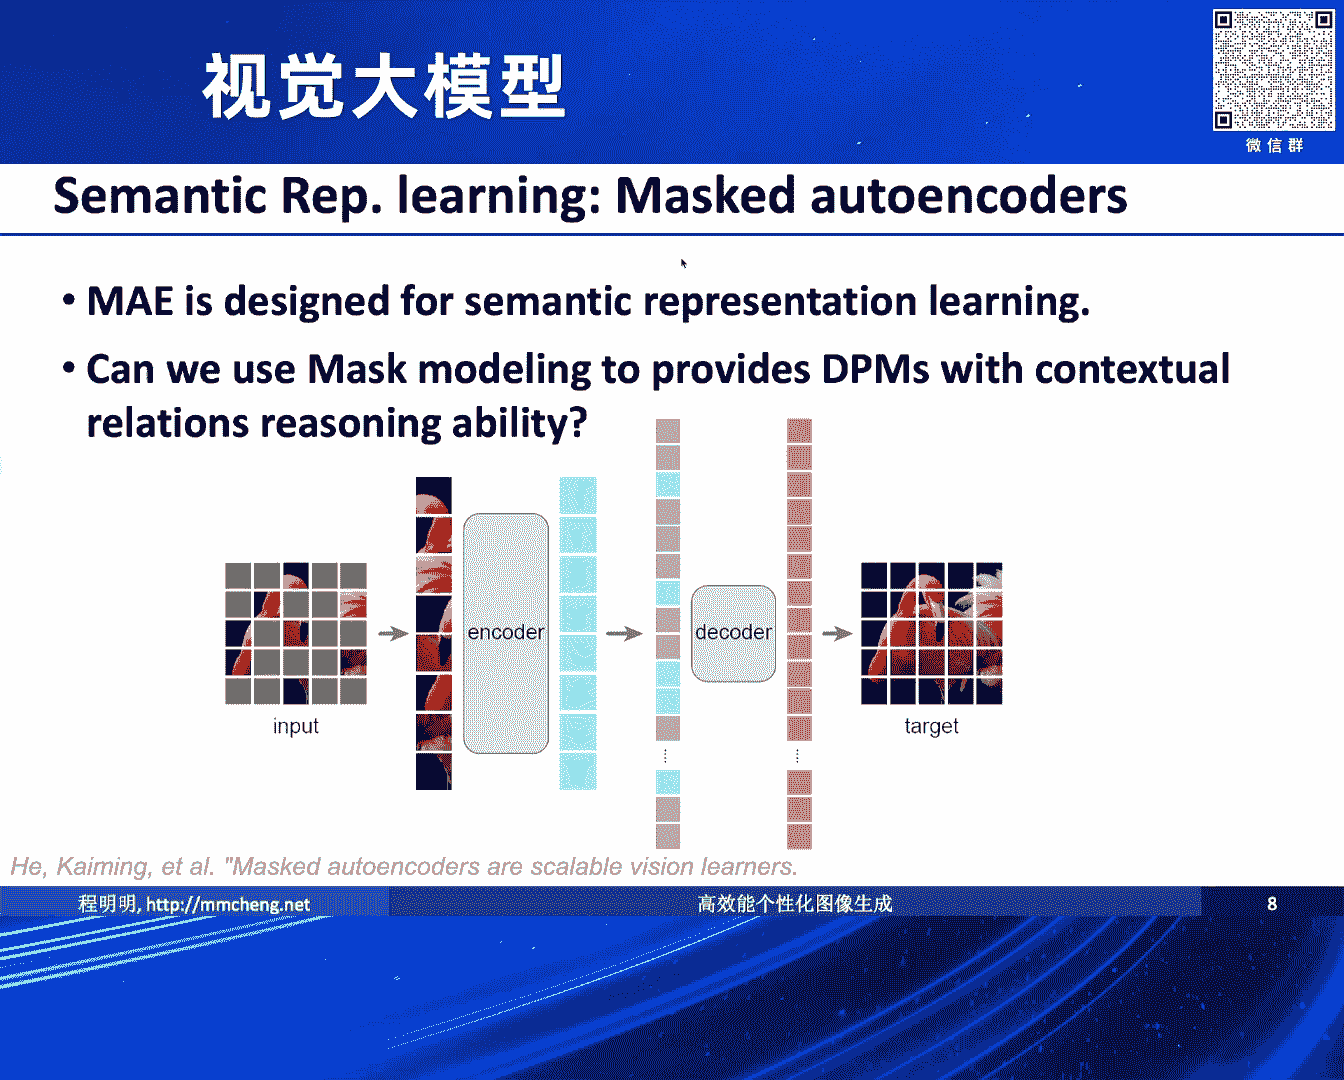 视觉大模型
微信群
Semantic Rep. learning: Masked autoencoders
• MAE is designed for semantic representation learning.
• Can we use Mask modeling to provides DPMs with contextual
relations reasoning ability?
input
encoder
decoder
target
He, Kaiming, et al. "Masked autoencoders are scalable vision learners.
程明明, http://mmcheng.net
高效能个性化图像生成
8